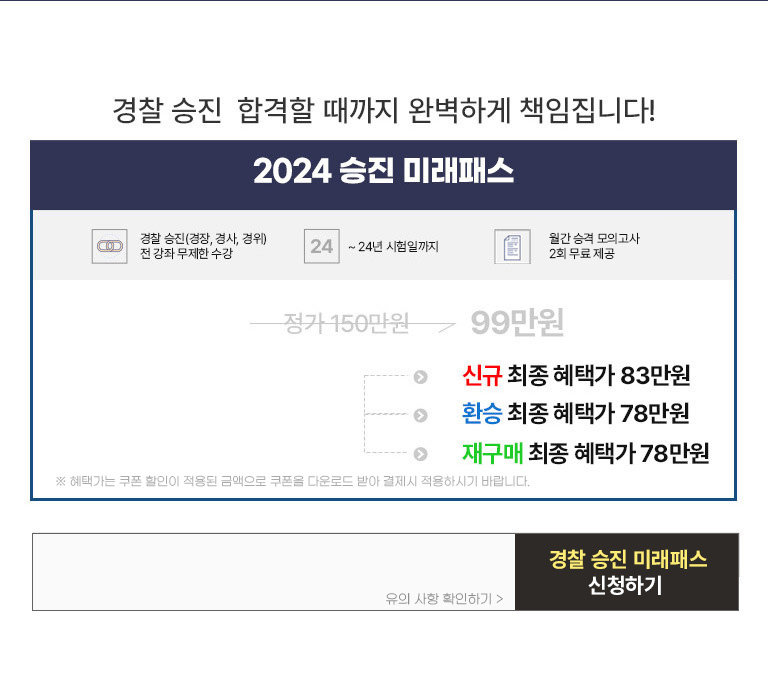 경찰 승진 합격할 때까지 완벽하게 책임집니다!
2024 승진 미래패스
경찰 승진(경장, 경사, 경위)
전 강좌 무제한 수강
24
~ 24년 시험일까지
월간 승격 모의고사
2회 무료 제공
정가 150만원
99만원
신규 최종 혜택가 83만원
환승 최종 혜택가 78만원
재구매 최종 혜택가 78만원
※ 혜택가는 쿠폰 할인이 적용된 금액으로 쿠폰을 다운로드 받아 결제시 적용하시기 바랍니다.
경찰 승진 미래패스
신청하기
유의 사항 확인하기 >